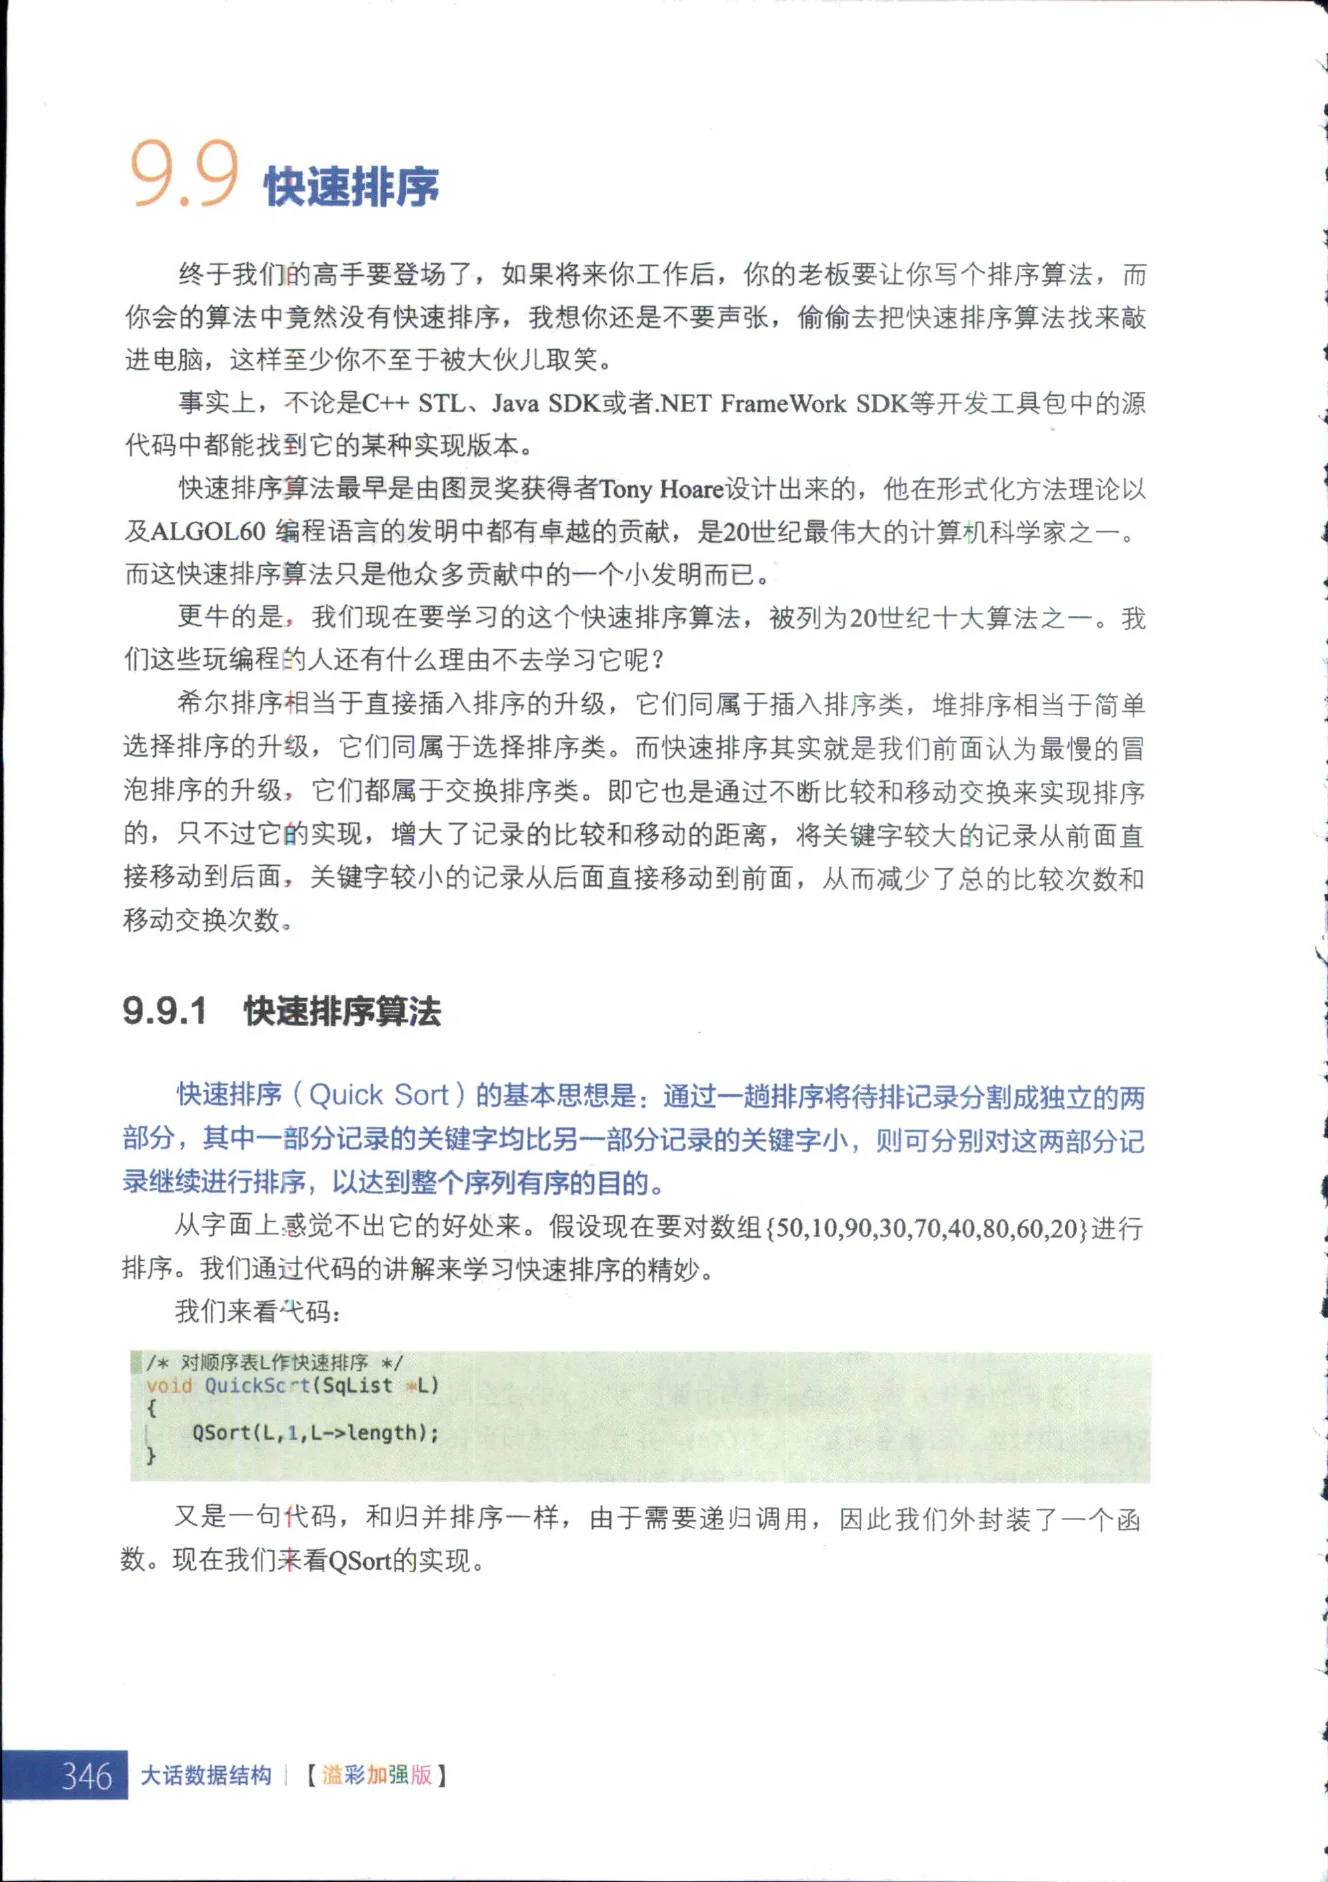 9.9 快速排序
终于我们的高手要登场了，如果将来你工作后，你的老板要让你写个排序算法，而
你会的算法中竟然没有快速排序，我想你还是不要声张，偷偷去把快速排序算法找来敲
进电脑，这样至少你不至于被大伙儿取笑。
事实上，不论是C++ STL、Java SDK或者.NET FrameWork SDK等开发工具包中的源
代码中都能找到它的某种实现版本。
快速排序算法最早是由图灵奖获得者Tony Hoare设计出来的，他在形式化方法理论以
及ALGOL60 编程语言的发明中都有卓越的贡献，是20世纪最伟大的计算机科学家之一。
而这快速排序算法只是他众多贡献中的一个小发明而已。
更牛的是，我们现在要学习的这个快速排序算法，被列为20世纪十大算法之一。我
们这些玩编程的人还有什么理由不去学习它呢？
希尔排序相当于直接插入排序的升级，它们同属于插入排序类，堆排序相当于简单
选择排序的升级，它们同属于选择排序类。而快速排序其实就是我们前面认为最慢的冒
泡排序的升级，它们都属于交换排序类。即它也是通过不断比较和移动交换来实现排序
的，只不过它的实现，增大了记录的比较和移动的距离，将关键字较大的记录从前面直
接移动到后面，关键字较小的记录从后面直接移动到前面，从而减少了总的比较次数和
移动交换次数。
9.9.1 快速排序算法
快速排序（Quick Sort）的基本思想是：通过一趟排序将待排记录分割成独立的两
部分，其中一部分记录的关键字均比另一部分记录的关键字小，则可分别对这两部分记
录继续进行排序，以达到整个序列有序的目的。
从字面上感觉不出它的好处来。假设现在要对数组{50,10,90,30,70,40,80,60,20}进行
排序。我们通过代码的讲解来学习快速排序的精妙。
我们来看代码：
/* 对顺序表L作快速排序 */
void QuickSort(SqList *L)
{
QSort(L,1,L->length);
}
又是一句代码，和归并排序一样，由于需要递归调用，因此我们外封装了一个函
数。现在我们来看QSort的实现。
346 大话数据结构 | 【溢彩加强版】